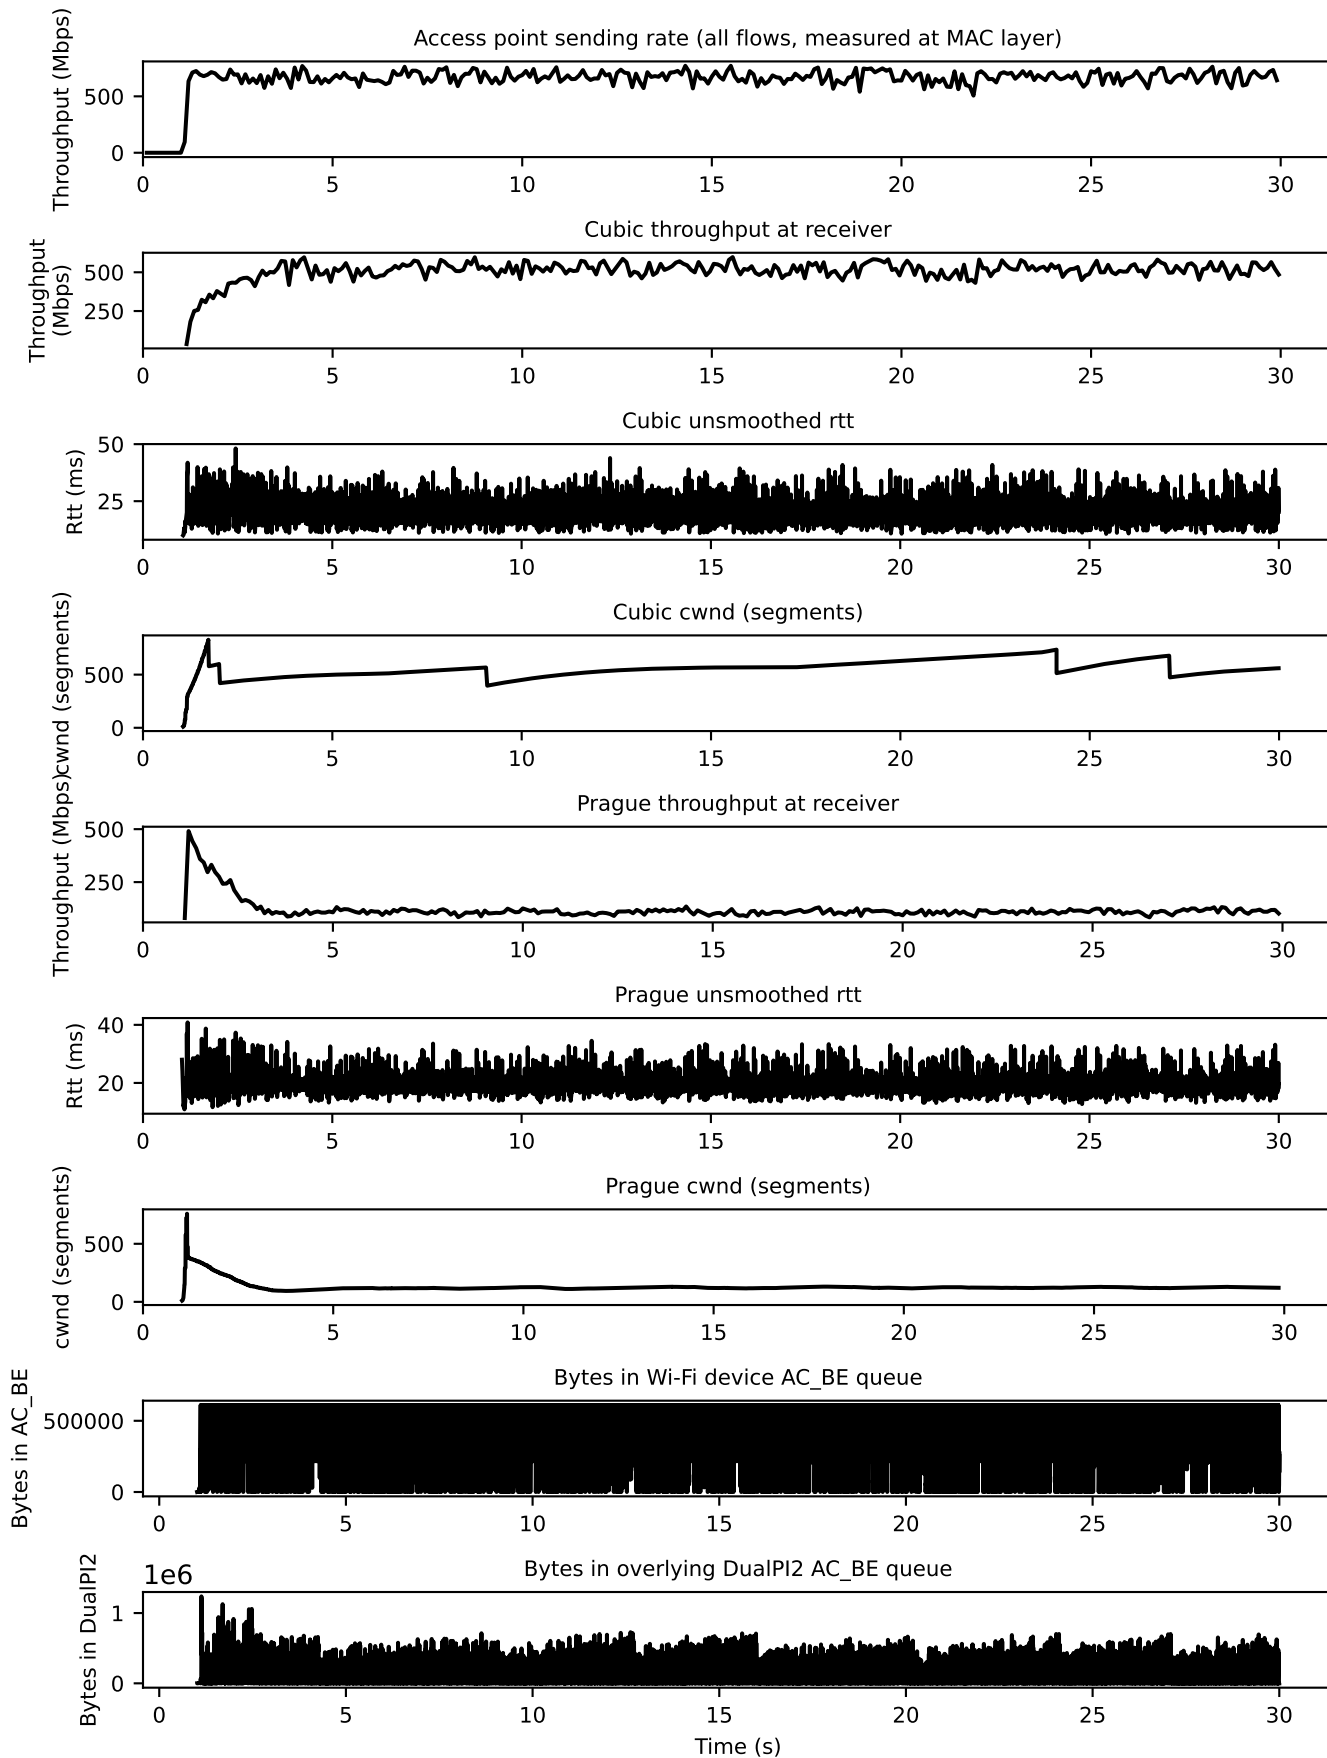 Access point sending rate (all flows, measured at MAC layer)
Throughput (Mbps)
500
0
0 5 10 15 20 25 30
Cubic throughput at receiver
Throughput
(Mbps)
500
250
0 5 10 15 20 25 30
Cubic unsmoothed rtt
Rtt (ms)
50
25
0 5 10 15 20 25 30
Cubic cwnd (segments)
cwnd (segments)
500
0
0 5 10 15 20 25 30
Prague throughput at receiver
Throughput (Mbps)
500
250
0 5 10 15 20 25 30
Prague unsmoothed rtt
Rtt (ms)
40
20
0 5 10 15 20 25 30
Prague cwnd (segments)
cwnd (segments)
500
0
0 5 10 15 20 25 30
Bytes in Wi-Fi device AC_BE queue
Bytes in AC_BE
500000
0
0 5 10 15 20 25 30
Bytes in overlying DualPI2 AC_BE queue
Bytes in DualPI2
1e6
1
0
0 5 10 15 20 25 30
Time (s)